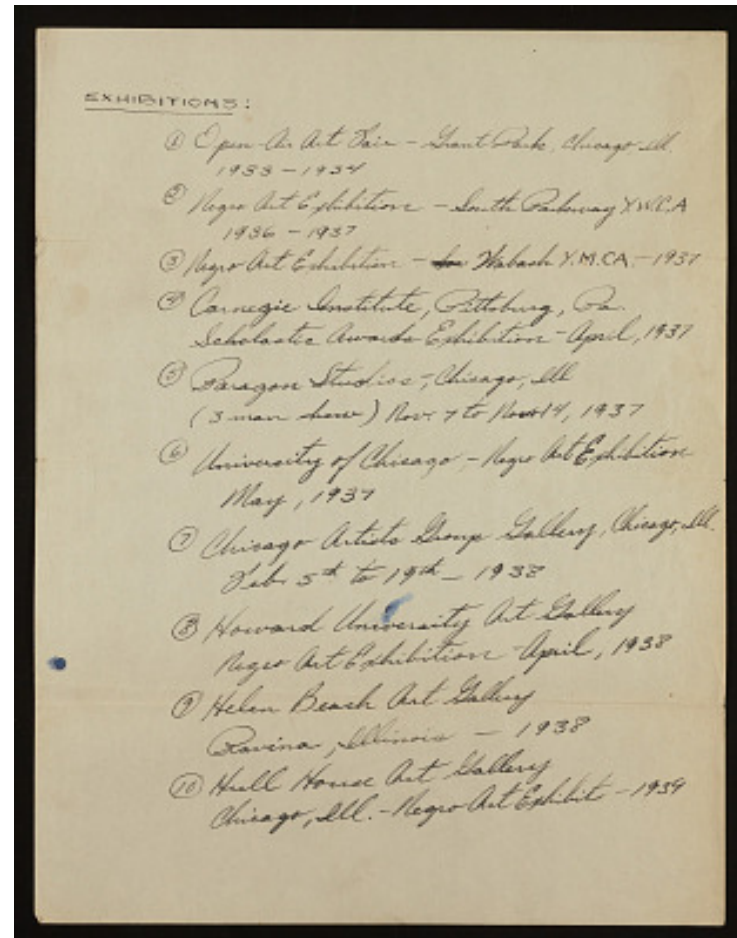 EXHIBITIONS:
① Open-Air Art Fair – Grant Park, Chicago, Ill.
1933 – 1934
② Negro Art Exhibition – South Parkway Y.W.C.A
1936 – 1937
③ Negro Art Exhibition – Wabash Y.M.C.A. – 1937
④ Carnegie Institute, Pittsburg, Pa.
Scholastic Awards Exhibition – April, 1937
⑤ Paragon Studios, Chicago, Ill
(3 man show) Nov. 7 to Nov 14, 1937
⑥ University of Chicago – Negro Art Exhibition
May, 1937
⑦ Chicago Artists Group Gallery, Chicago, Ill.
Feb. 5th to 19th – 1938
⑧ Howard University Art Gallery
Negro Art Exhibition – April, 1938
⑨ Helen Beach Art Gallery
Ravina, Illinois – 1938
⑩ Hull House Art Gallery
Chicago, Ill. – Negro Art Exhibit – 1939